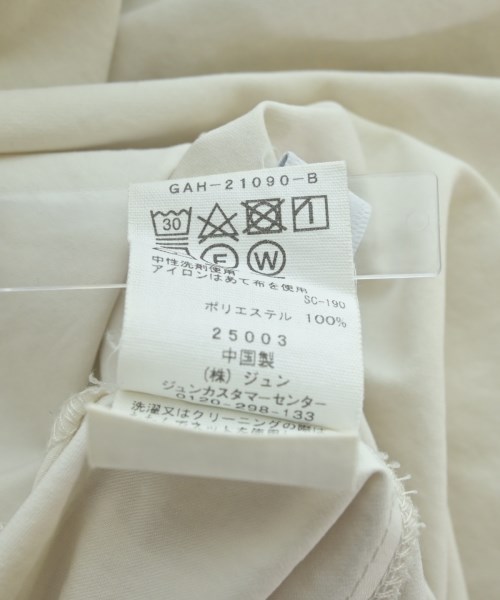 GAH-21090-B
30
F W
中性洗剤使用
アイロンはあて布を使用
SC-190
ポリエステル 100%
25003
中国製
(株) ジュン
ジュンカスタマーセンター
0120-298-133
洗濯又はクリーニングの際は